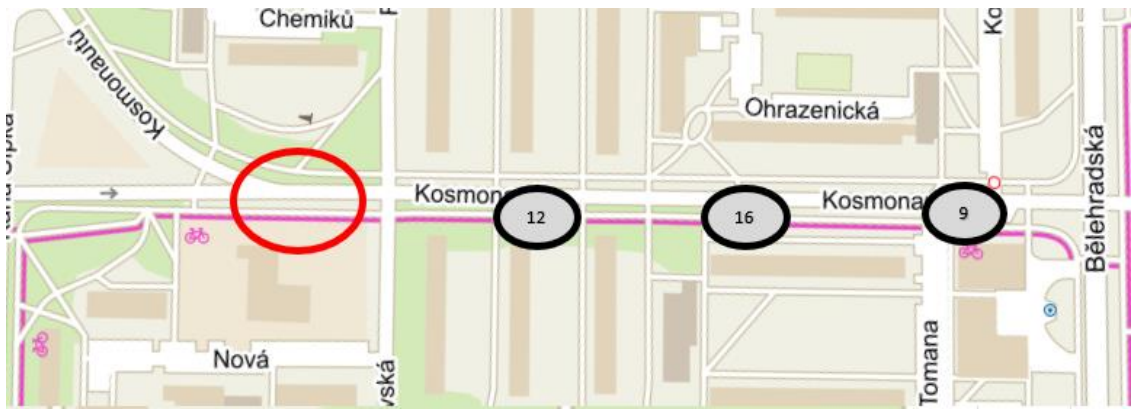 Chemiků
Kosmonautů
Ohrazenická
Kosmona
12
16
Kosmona
9
Bělehradská
Nová
vská
Tomana